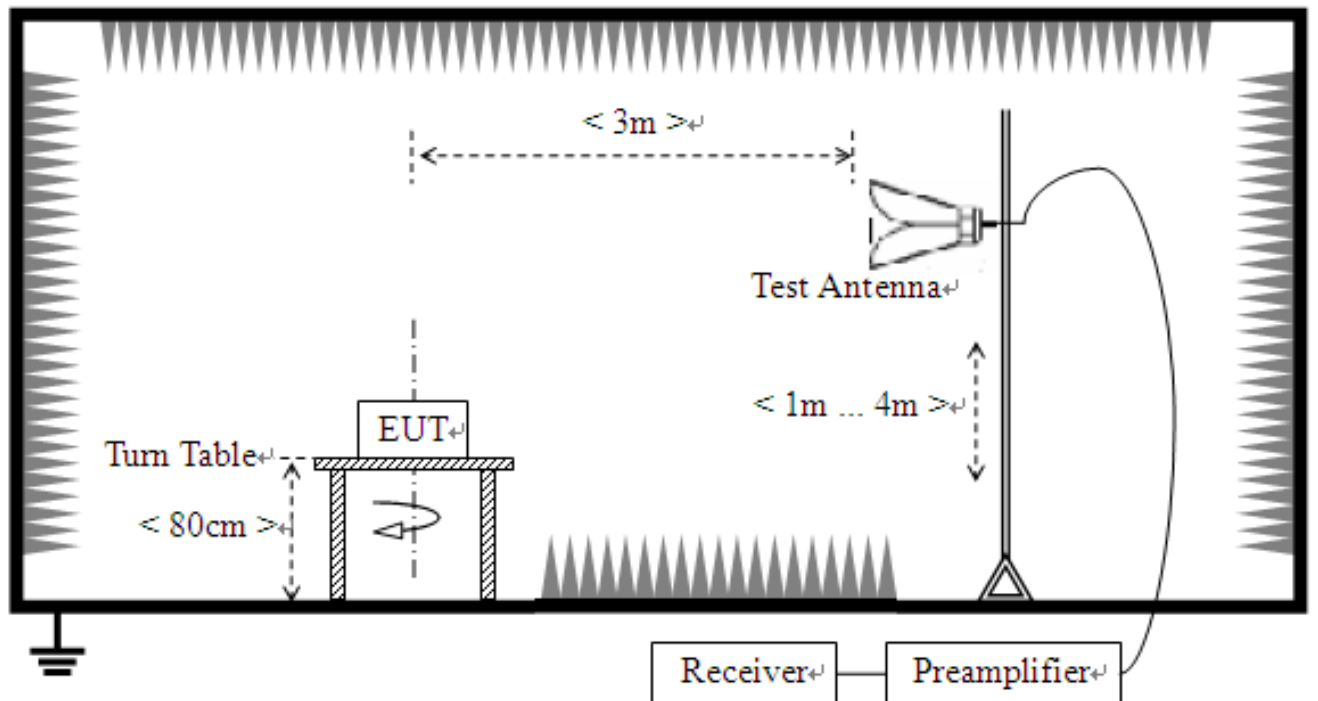 < 3m >↵
Test Antenna↵
< 1m ... 4m >↵
EUT↵
Turn Table↵
< 80cm >↵
Receiver↵
Preamplifier↵